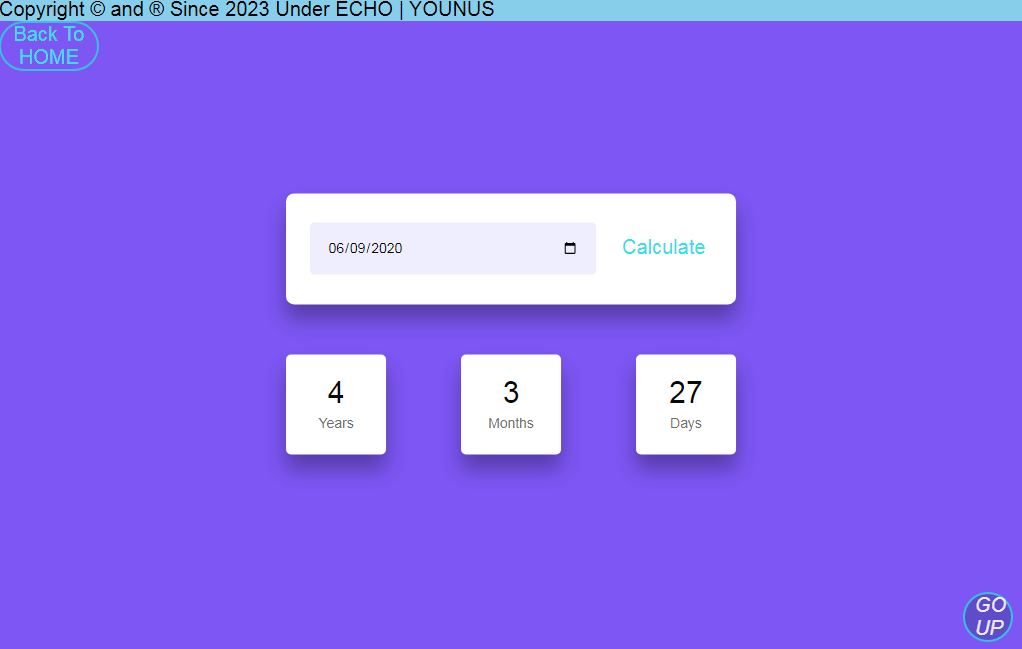 Copyright © and ® Since 2023 Under ECHO | YOUNUS
Back To
HOME
06/09/2020
Calculate
4
Years
3
Months
27
Days
GO
UP